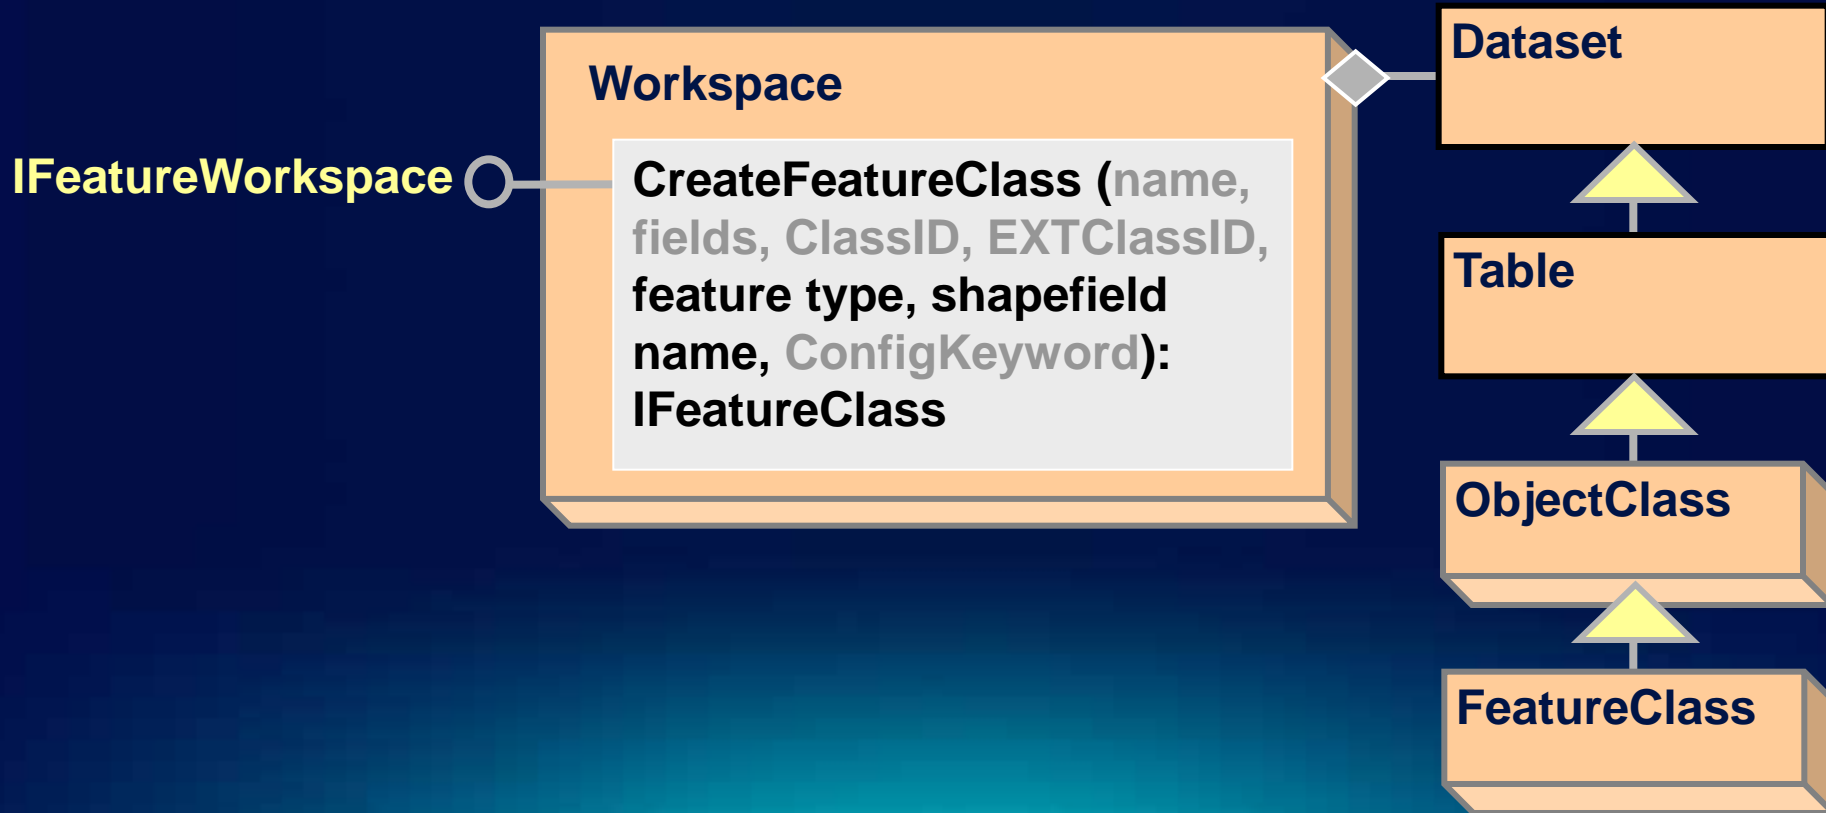 Dataset
Workspace
IFeatureWorkspace
CreateFeatureClass (name,
fields, ClassID, EXTClassID,
feature type, shapefield
name, ConfigKeyword):
IFeatureClass
Table
ObjectClass
FeatureClass